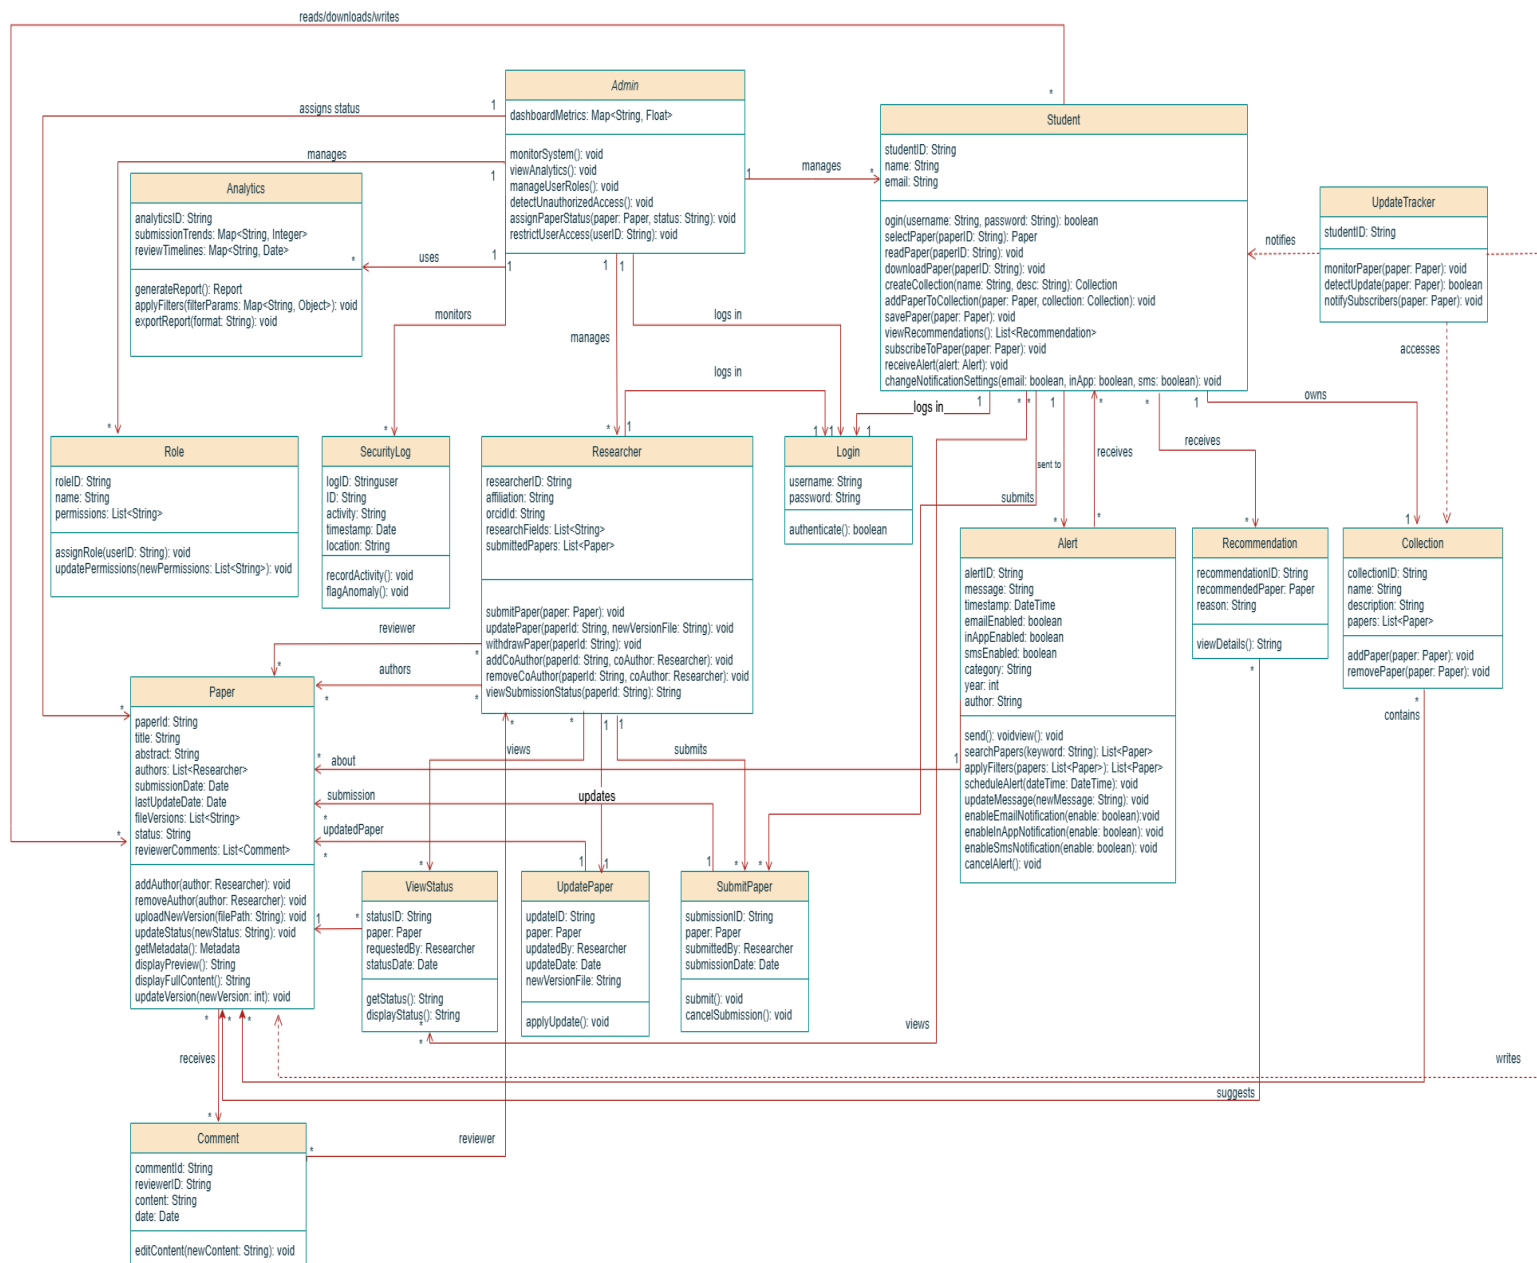 reads/downloads/writes
*
Admin
dashboardMetrics: Map<String, Float>
monitorSystem(): void
viewAnalytics(): void
manageUserRoles(): void
detectUnauthorizedAccess(): void
assignPaperStatus(paper: Paper, status: String): void
restrictUserAccess(userID: String): void
assigns status
1
manages
1
manages
1
*
Student
studentID: String
name: String
email: String
ogin(username: String, password: String): boolean
selectPaper(paperID: String): Paper
readPaper(paperID: String): void
downloadPaper(paperID: String): void
createCollection(name: String, desc: String): Collection
addPaperToCollection(paper: Paper, collection: Collection): void
savePaper(paper: Paper): void
viewRecommendations(): List<Recommendation>
subscribeToPaper(paper: Paper): void
receiveAlert(alert: Alert): void
changeNotificationSettings(email: boolean, inApp: boolean, sms: boolean): void
UpdateTracker
studentID: String
monitorPaper(paper: Paper): void
detectUpdate(paper: Paper): boolean
notifySubscribers(paper: Paper): void
notifies
accesses
Analytics
analyticsID: String
submissionTrends: Map<String, Integer>
reviewTimelines: Map<String, Date>
generateReport(): Report
applyFilters(filterParams: Map<String, Object>): void
exportReport(format: String): void
*
uses
1
1
1
1
monitors
manages
logs in
logs in
logs in
1
*
*
1
*
1
*
*
1
owns
receives
receives
sent to
submits
*
*
*
1
1
1
1
*
*
*
1
Role
roleID: String
name: String
permissions: List<String>
assignRole(userID: String): void
updatePermissions(newPermissions: List<String>): void
SecurityLog
logID: Stringuser
ID: String
activity: String
timestamp: Date
location: String
recordActivity(): void
flagAnomaly(): void
Researcher
researcherID: String
affiliation: String
orcidId: String
researchFields: List<String>
submittedPapers: List<Paper>
submitPaper(paper: Paper): void
updatePaper(paperId: String, newVersionFile: String): void
withdrawPaper(paperId: String): void
addCoAuthor(paperId: String, coAuthor: Researcher): void
removeCoAuthor(paperId: String, coAuthor: Researcher): void
viewSubmissionStatus(paperId: String): String
Login
username: String
password: String
authenticate(): boolean
Alert
alertID: String
message: String
timestamp: DateTime
emailEnabled: boolean
inAppEnabled: boolean
smsEnabled: boolean
category: String
year: int
author: String
send(): voidview(): void
searchPapers(keyword: String): List<Paper>
applyFilters(papers: List<Paper>): List<Paper>
scheduleAlert(dateTime: DateTime): void
updateMessage(newMessage: String): void
enableEmailNotification(enable: boolean):void
enableInAppNotification(enable: boolean): void
enableSmsNotification(enable: boolean): void
cancelAlert(): void
Recommendation
recommendationID: String
recommendedPaper: Paper
reason: String
viewDetails(): String
*
Collection
collectionID: String
name: String
description: String
papers: List<Paper>
addPaper(paper: Paper): void
removePaper(paper: Paper): void
*
contains
reviewer
*
*
authors
*
*
Paper
paperId: String
title: String
abstract: String
authors: List<Researcher>
submissionDate: Date
lastUpdateDate: Date
fileVersions: List<String>
status: String
reviewerComments: List<Comment>
addAuthor(author: Researcher): void
removeAuthor(author: Researcher): void
uploadNewVersion(filePath: String): void
updateStatus(newStatus: String): void
getMetadata(): Metadata
displayPreview(): String
displayFullContent(): String
updateVersion(newVersion: int): void
*
*
*
about
1
submission
*
updatedPaper
*
*
*
1
1
views
updates
submits
1
1
1
*
*
*
1
*
ViewStatus
statusID: String
paper: Paper
requestedBy: Researcher
statusDate: Date
getStatus(): String
displayStatus(): String
*
*
views
UpdatePaper
updateID: String
paper: Paper
updatedBy: Researcher
updateDate: Date
newVersionFile: String
applyUpdate(): void
SubmitPaper
submissionID: String
paper: Paper
submittedBy: Researcher
submissionDate: Date
submit(): void
cancelSubmission(): void
*
*
*
receives
writes
suggests
*
Comment
commentId: String
reviewerID: String
content: String
date: Date
editContent(newContent: String): void
*
reviewer